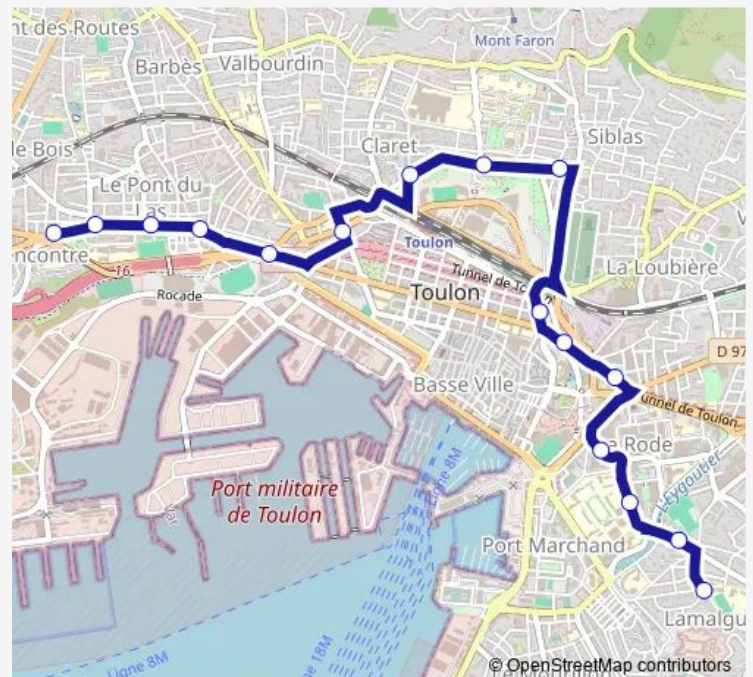 nt des Routes
Mont Faron
Barbès
Valbourdin
Claret
Siblas
le Bois
Le Pont du
Las
Toulon
ncontre
16
Tunnel de To
La Loubière
Rocade
Toulon
D 97
Basse Ville
unnel de Toulon
Rode
L'Eygoutier
Ligne 8M
Port militaire
de Toulon
Port Marchand
Lamalgu
Ligne 8M
igne 18M
© OpenStreetMap contributors